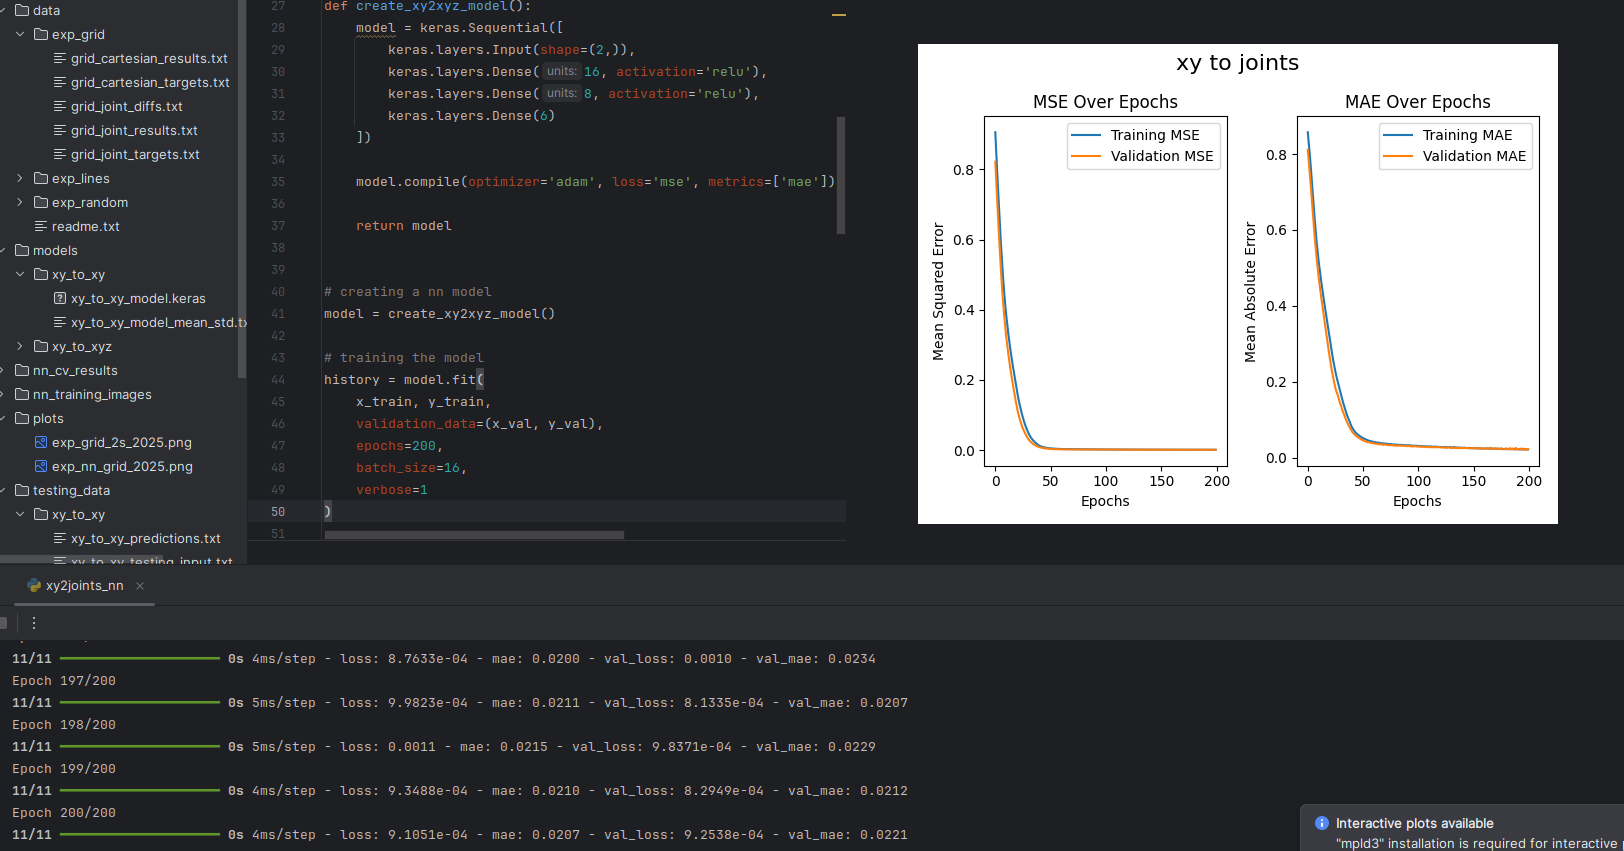 data
exp_grid
grid_cartesian_results.txt
grid_cartesian_targets.txt
grid_joint_diffs.txt
grid_joint_results.txt
grid_joint_targets.txt
exp_lines
exp_random
readme.txt
models
xy_to_xy
xy_to_xy_model.keras
xy_to_xy_model_mean_std.tx
xy_to_xyz
nn_cv_results
nn_training_images
plots
exp_grid_2s_2025.png
exp_nn_grid_2025.png
testing_data
xy_to_xy
xy_to_xy_predictions.txt
xy_to_xy_testing_input.txt
27 def create_xy2xyz_model():
28 model = keras.Sequential([
29 keras.layers.Input(shape=(2,)),
30 keras.layers.Dense( units: 16, activation='relu'),
31 keras.layers.Dense( units: 8, activation='relu'),
32 keras.layers.Dense(6)
33 ])
34
35 model.compile(optimizer='adam', loss='mse', metrics=['mae'])
36
37 return model
38
39
40 # creating a nn model
41 model = create_xy2xyz_model()
42
43 # training the model
44 history = model.fit(
45 x_train, y_train,
46 validation_data=(x_val, y_val),
47 epochs=200,
48 batch_size=16,
49 verbose=1
50 )
51
xy to joints
MSE Over Epochs
Training MSE
Validation MSE
Mean Squared Error
0.8
0.6
0.4
0.2
0.0
0 50 100 150 200
Epochs
MAE Over Epochs
Training MAE
Validation MAE
Mean Absolute Error
0.8
0.6
0.4
0.2
0.0
0 50 100 150 200
Epochs
xy2joints_nn
11/11 0s 4ms/step - loss: 8.7633e-04 - mae: 0.0200 - val_loss: 0.0010 - val_mae: 0.0234
Epoch 197/200
11/11 0s 5ms/step - loss: 9.9823e-04 - mae: 0.0211 - val_loss: 8.1335e-04 - val_mae: 0.0207
Epoch 198/200
11/11 0s 5ms/step - loss: 0.0011 - mae: 0.0215 - val_loss: 9.8371e-04 - val_mae: 0.0229
Epoch 199/200
11/11 0s 4ms/step - loss: 9.3488e-04 - mae: 0.0210 - val_loss: 8.2949e-04 - val_mae: 0.0212
Epoch 200/200
11/11 0s 4ms/step - loss: 9.1051e-04 - mae: 0.0207 - val_loss: 9.2538e-04 - val_mae: 0.0221
Interactive plots available
"mpld3" installation is required for interactive